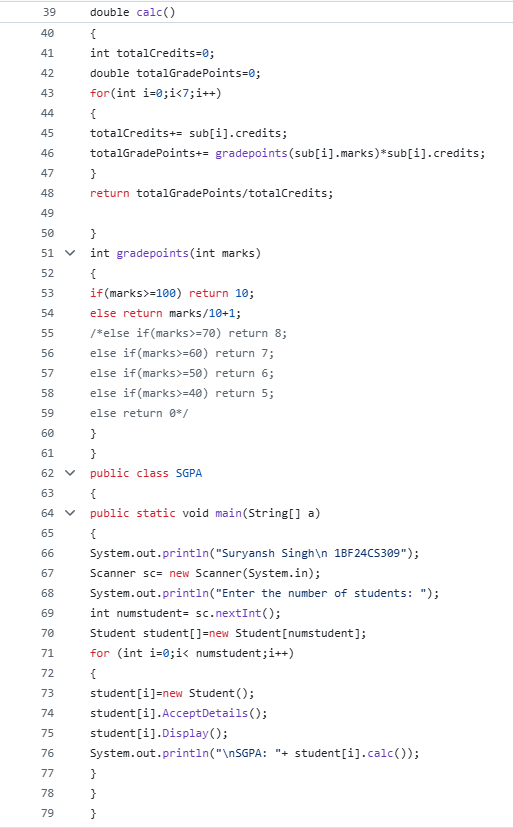 39 double calc()
40 {
41 int totalCredits=0;
42 double totalGradePoints=0;
43 for(int i=0;i<7;i++)
44 {
45 totalCredits+= sub[i].credits;
46 totalGradePoints+= gradepoints(sub[i].marks)*sub[i].credits;
47 }
48 return totalGradePoints/totalCredits;
49
50 }
51 int gradepoints(int marks)
52 {
53 if(marks>=100) return 10;
54 else return marks/10+1;
55 /*else if(marks>=70) return 8;
56 else if(marks>=60) return 7;
57 else if(marks>=50) return 6;
58 else if(marks>=40) return 5;
59 else return 0*/
60 }
61 }
62 public class SGPA
63 {
64 public static void main(String[] a)
65 {
66 System.out.println("Suryansh Singh\n 1BF24CS309");
67 Scanner sc= new Scanner(System.in);
68 System.out.println("Enter the number of students: ");
69 int numstudent= sc.nextInt();
70 Student student[]=new Student[numstudent];
71 for (int i=0;i< numstudent;i++)
72 {
73 student[i]=new Student();
74 student[i].AcceptDetails();
75 student[i].Display();
76 System.out.println("\nSGPA: "+ student[i].calc());
77 }
78 }
79 }